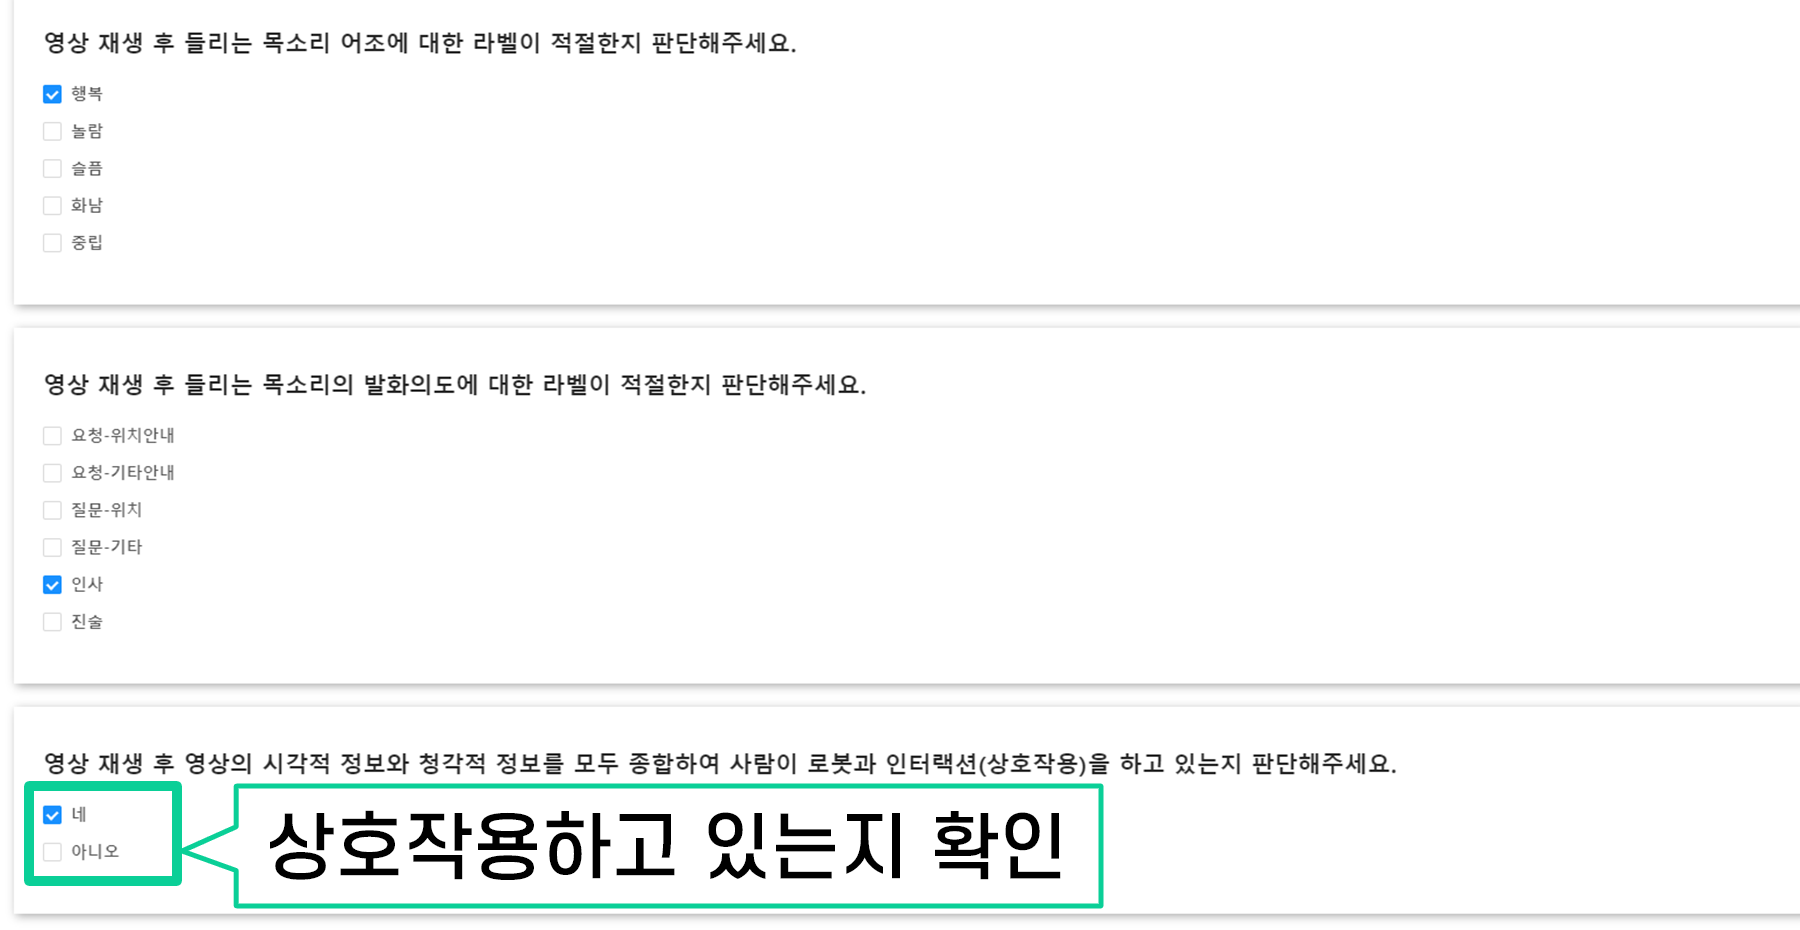 영상 재생 후 들리는 목소리 어조에 대한 라벨이 적절한지 판단해주세요.
행복
놀람
슬픔
화남
중립
영상 재생 후 들리는 목소리의 발화의도에 대한 라벨이 적절한지 판단해주세요.
요청-위치안내
요청-기타안내
질문-위치
질문-기타
인사
진술
영상 재생 후 영상의 시각적 정보와 청각적 정보를 모두 종합하여 사람이 로봇과 인터랙션(상호작용)을 하고 있는지 판단해주세요.
네
아니오
상호작용하고 있는지 확인